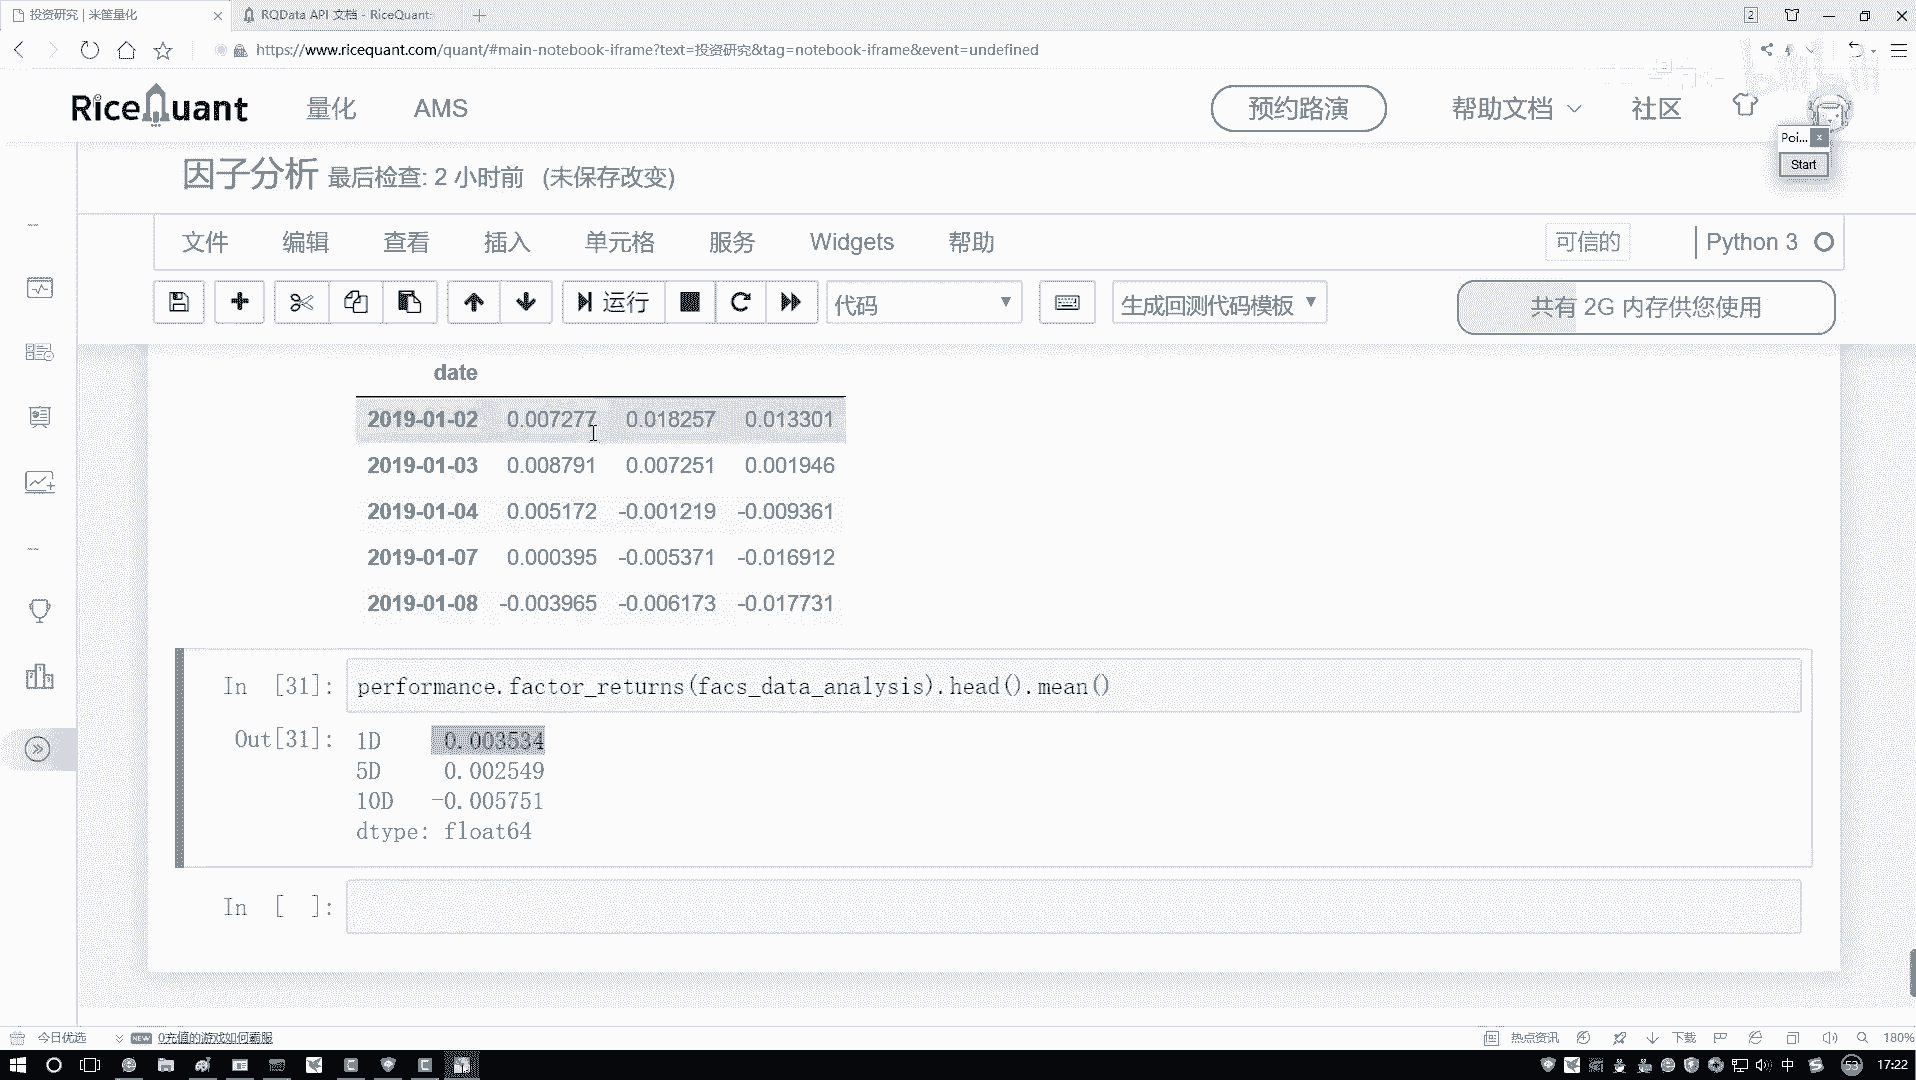 投资研究 | 米筐量化
RQData API 文档 - RiceQuant
2
https://www.ricequant.com/quant/#main-notebook-iframe?text=投资研究&tag=notebook-iframe&event=undefined
RiceQuant 量化 AMS 预约路演 帮助文档 社区
Poi... x
Start
因子分析 最后检查: 2 小时前 (未保存改变)
文件 编辑 查看 插入 单元格 服务 Widgets 帮助 可信的 Python 3
运行 代码 生成回测代码模板 共有 2G 内存供您使用
date
2019-01-02 0.007277 0.018257 0.013301
2019-01-03 0.008791 0.007251 0.001946
2019-01-04 0.005172 -0.001219 -0.009361
2019-01-07 0.000395 -0.005371 -0.016912
2019-01-08 -0.003965 -0.006173 -0.017731
In [31]: performance.factor_returns(facs_data_analysis).head().mean()
Out[31]: 1D 0.003534
5D 0.002549
10D -0.005751
dtype: float64
In [ ]:
今日优选 NEW 0充值的游戏如何霸服 热点资讯 下载 180%
中 53 17:22